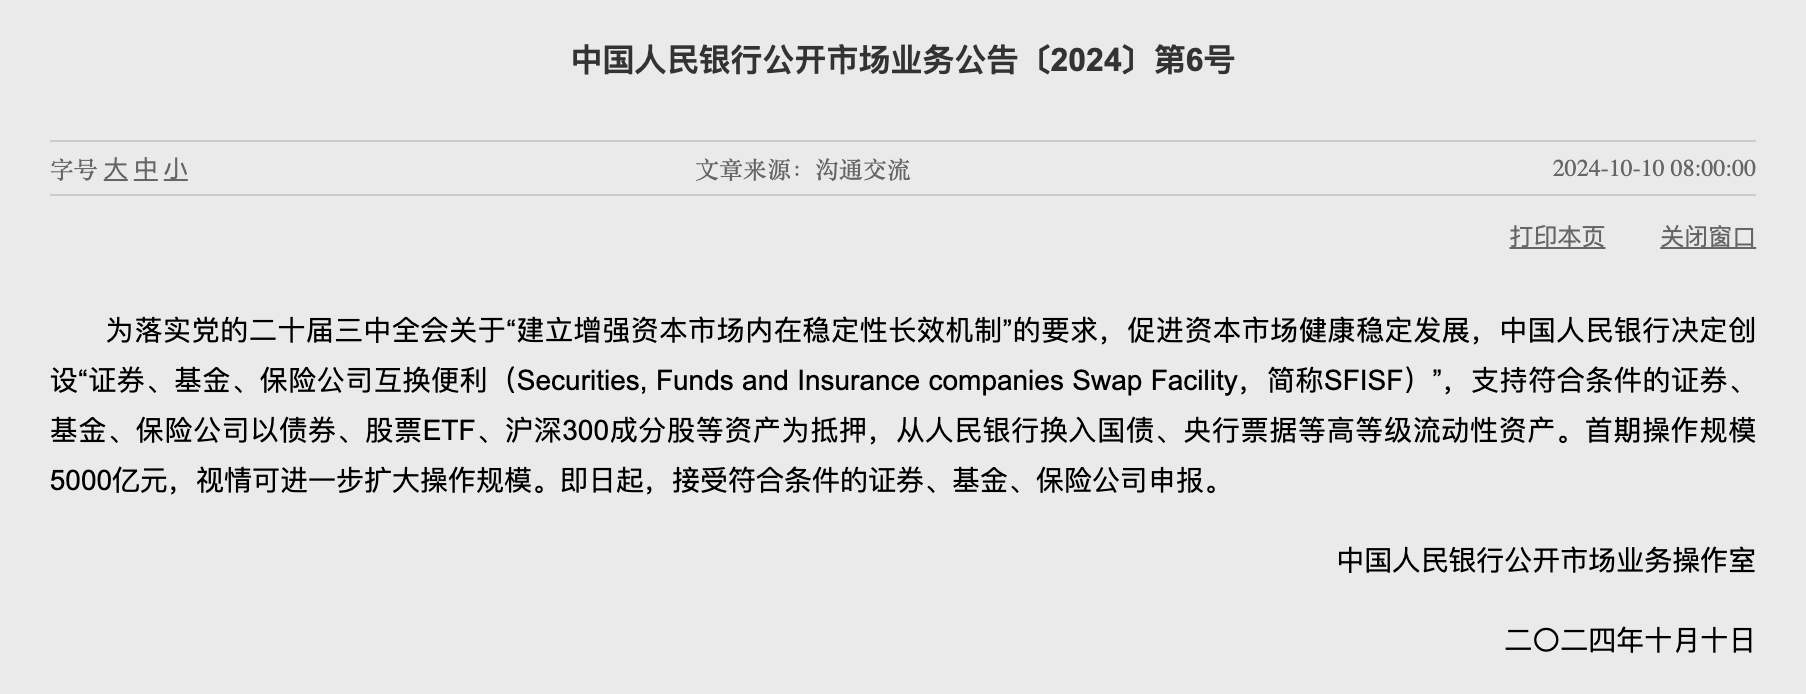 中国人民银行公开市场业务公告〔2024〕第6号
字号 大 中 小 文章来源：沟通交流 2024-10-10 08:00:00
打印本页 关闭窗口
为落实党的二十届三中全会关于“建立增强资本市场内在稳定性长效机制”的要求，促进资本市场健康稳定发展，中国人民银行决定创
设“证券、基金、保险公司互换便利（Securities, Funds and Insurance companies Swap Facility，简称SFISF）”，支持符合条件的证券、
基金、保险公司以债券、股票ETF、沪深300成分股等资产为抵押，从人民银行换入国债、央行票据等高等级流动性资产。首期操作规模
5000亿元，视情可进一步扩大操作规模。即日起，接受符合条件的证券、基金、保险公司申报。
中国人民银行公开市场业务操作室
二〇二四年十月十日